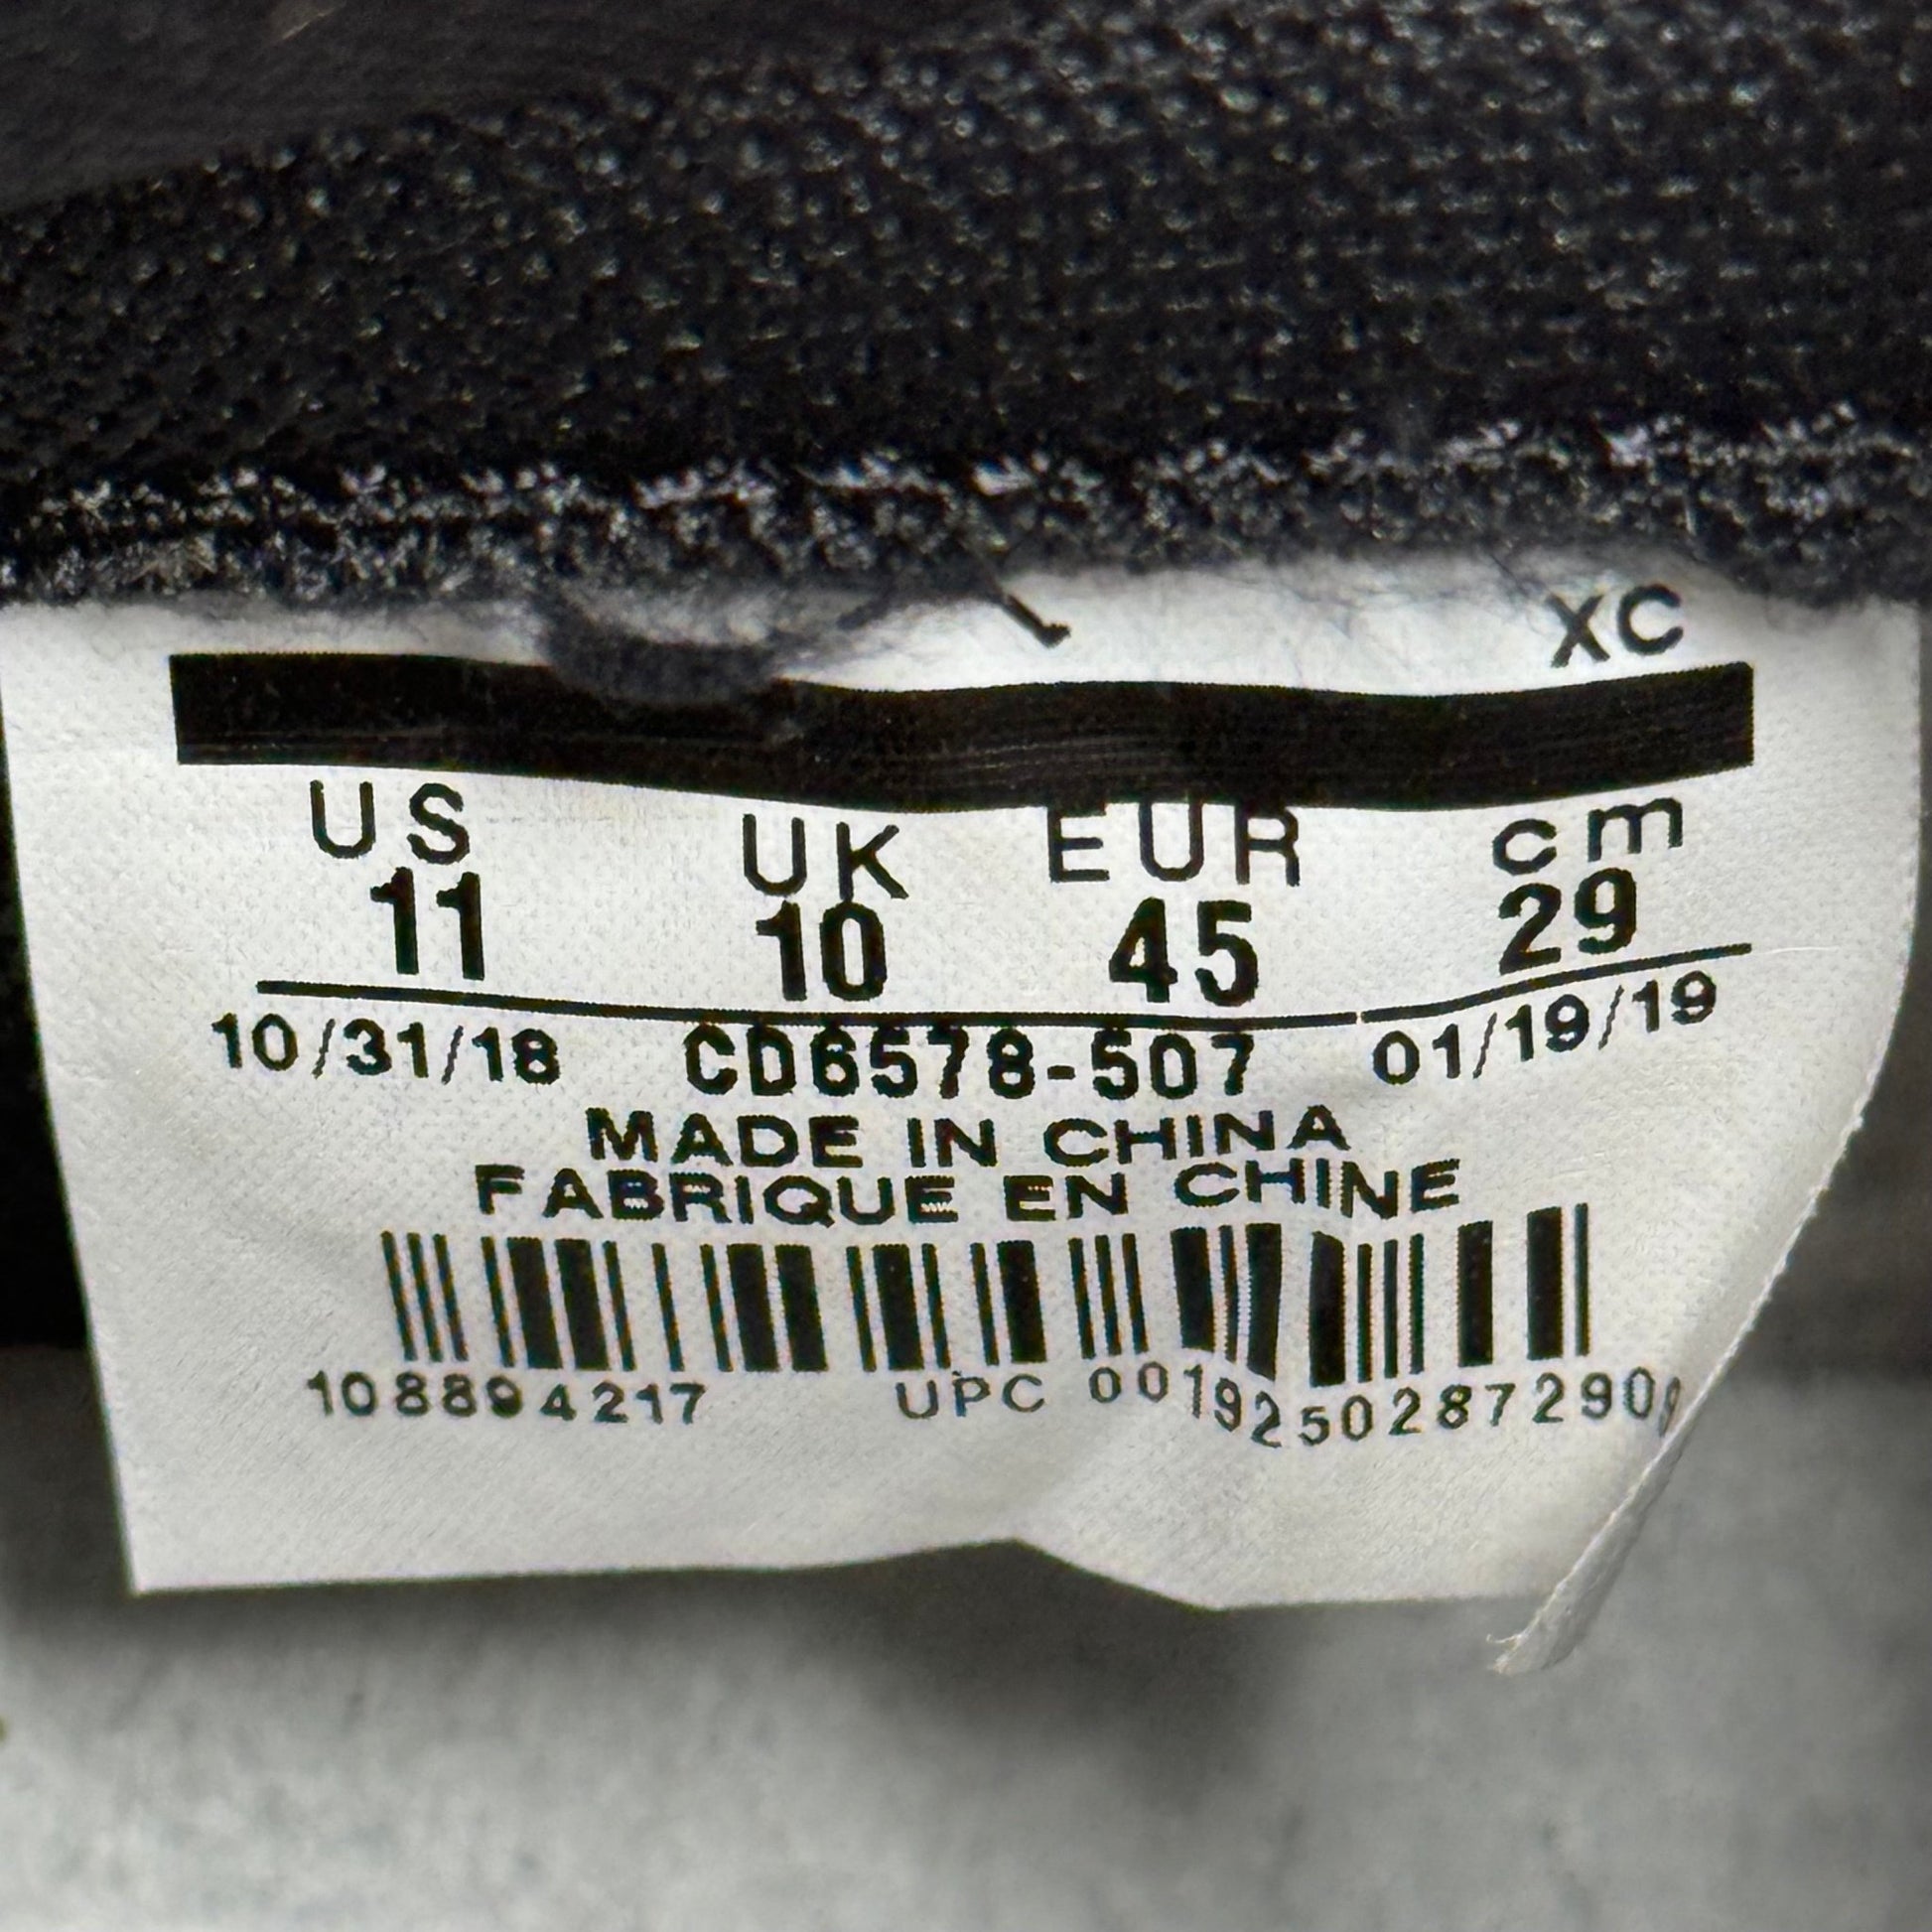 XC
US UK EUR cm
11 10 45 29
10/31/18 CD6578-507 01/19/19
MADE IN CHINA
FABRIQUE EN CHINE
108894217 UPC 00192502872909